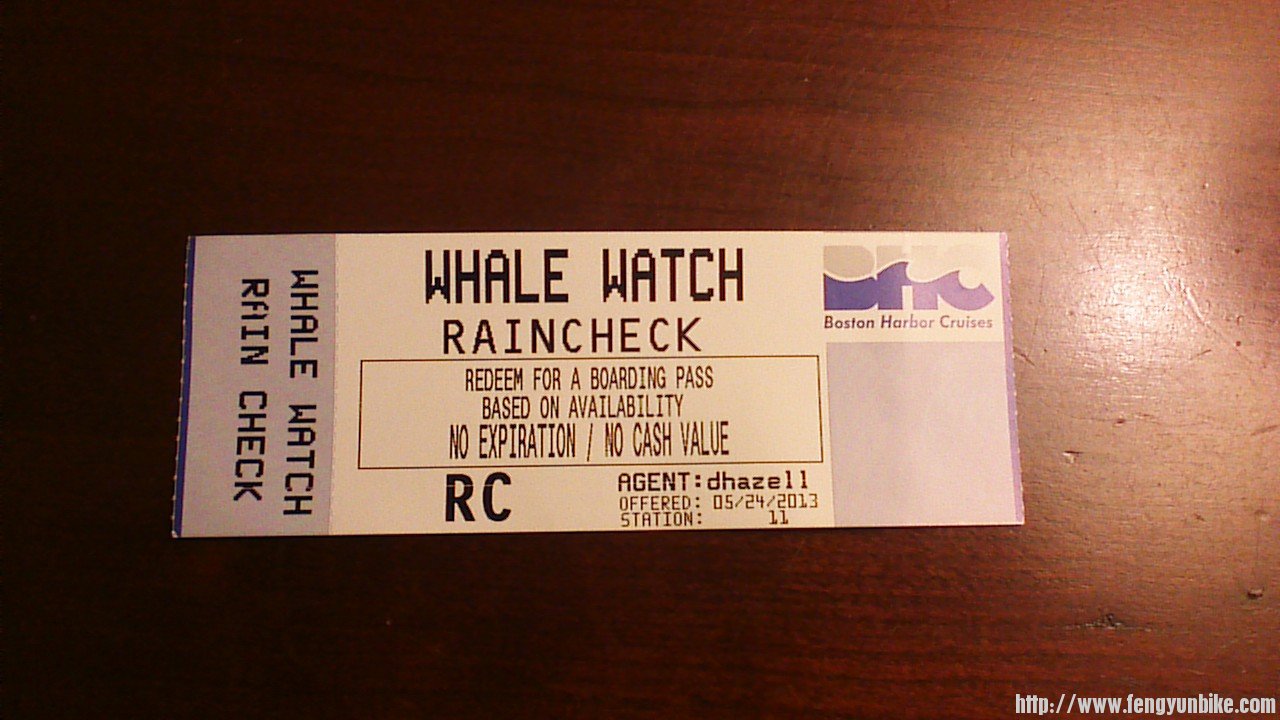 WHALE WATCH
RAIN CHECK
WHALE WATCH
RAINCHECK
REDEEM FOR A BOARDING PASS
BASED ON AVAILABILITY
NO EXPIRATION / NO CASH VALUE
RC
AGENT:dhazell
OFFERED: 05/24/2013
STATION: 11
BHC
Boston Harbor Cruises
http://www.fengyunbike.com